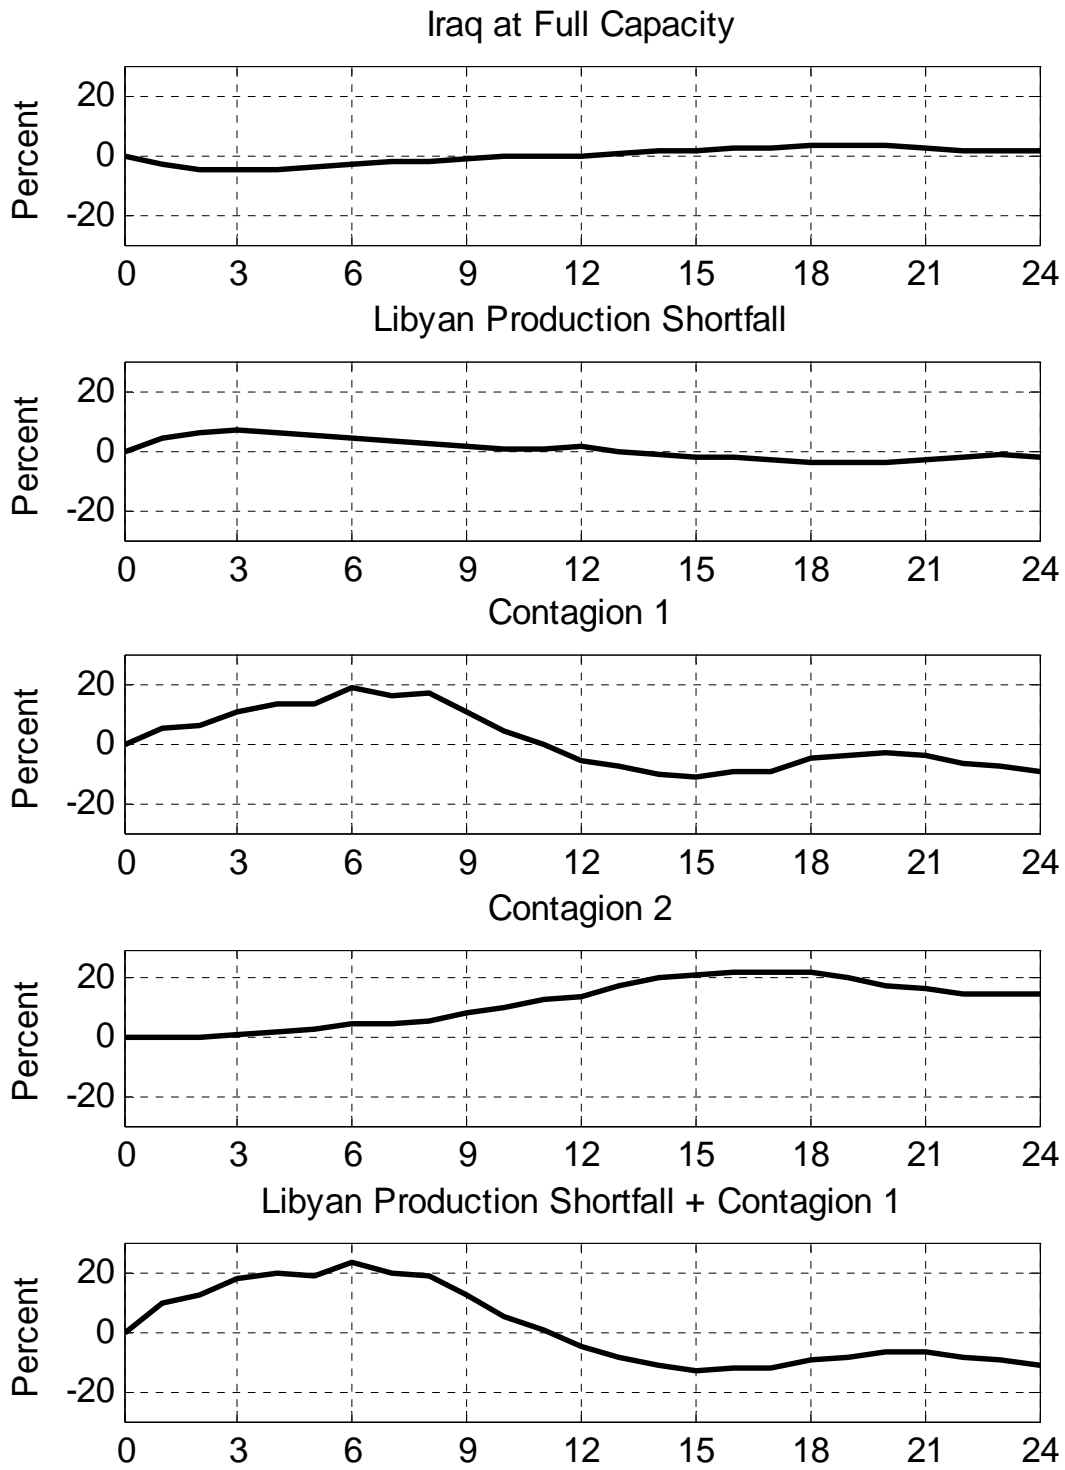 Iraq at Full Capacity
Percent
20
0
-20
0 3 6 9 12 15 18 21 24
Libyan Production Shortfall
Percent
20
0
-20
0 3 6 9 12 15 18 21 24
Contagion 1
Percent
20
0
-20
0 3 6 9 12 15 18 21 24
Contagion 2
Percent
20
0
-20
0 3 6 9 12 15 18 21 24
Libyan Production Shortfall + Contagion 1
Percent
20
0
-20
0 3 6 9 12 15 18 21 24